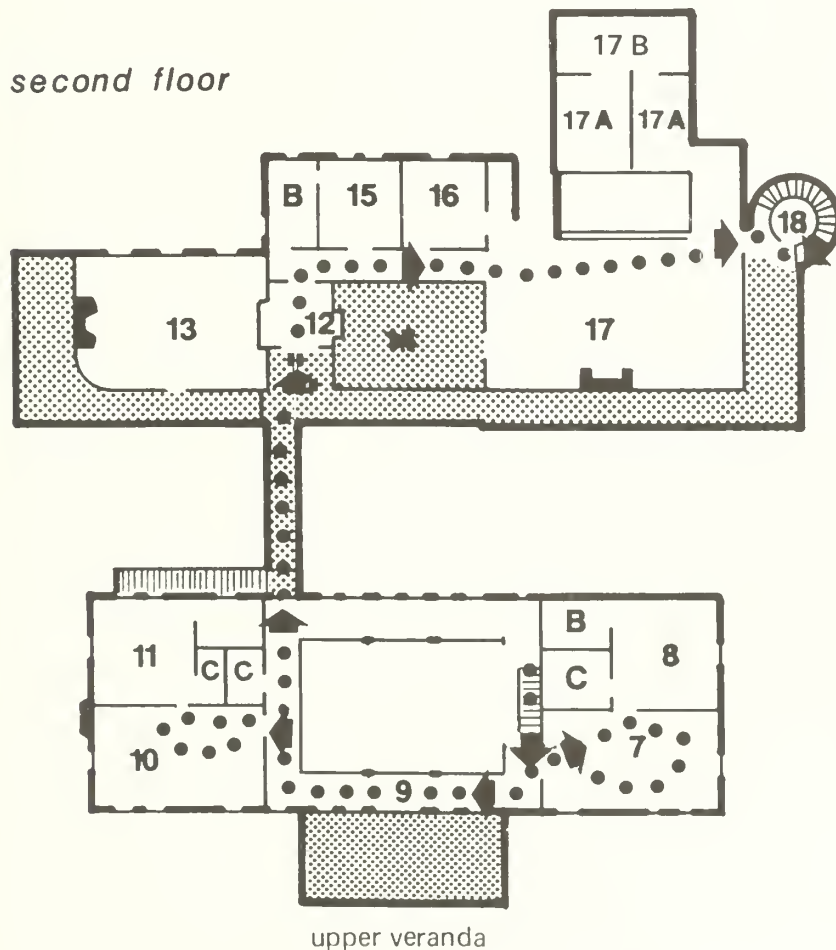 second floor
17 B
17 A 17 A
B 15 16
18
13 12 17
B
11 8
C C C
10 7
9
upper veranda